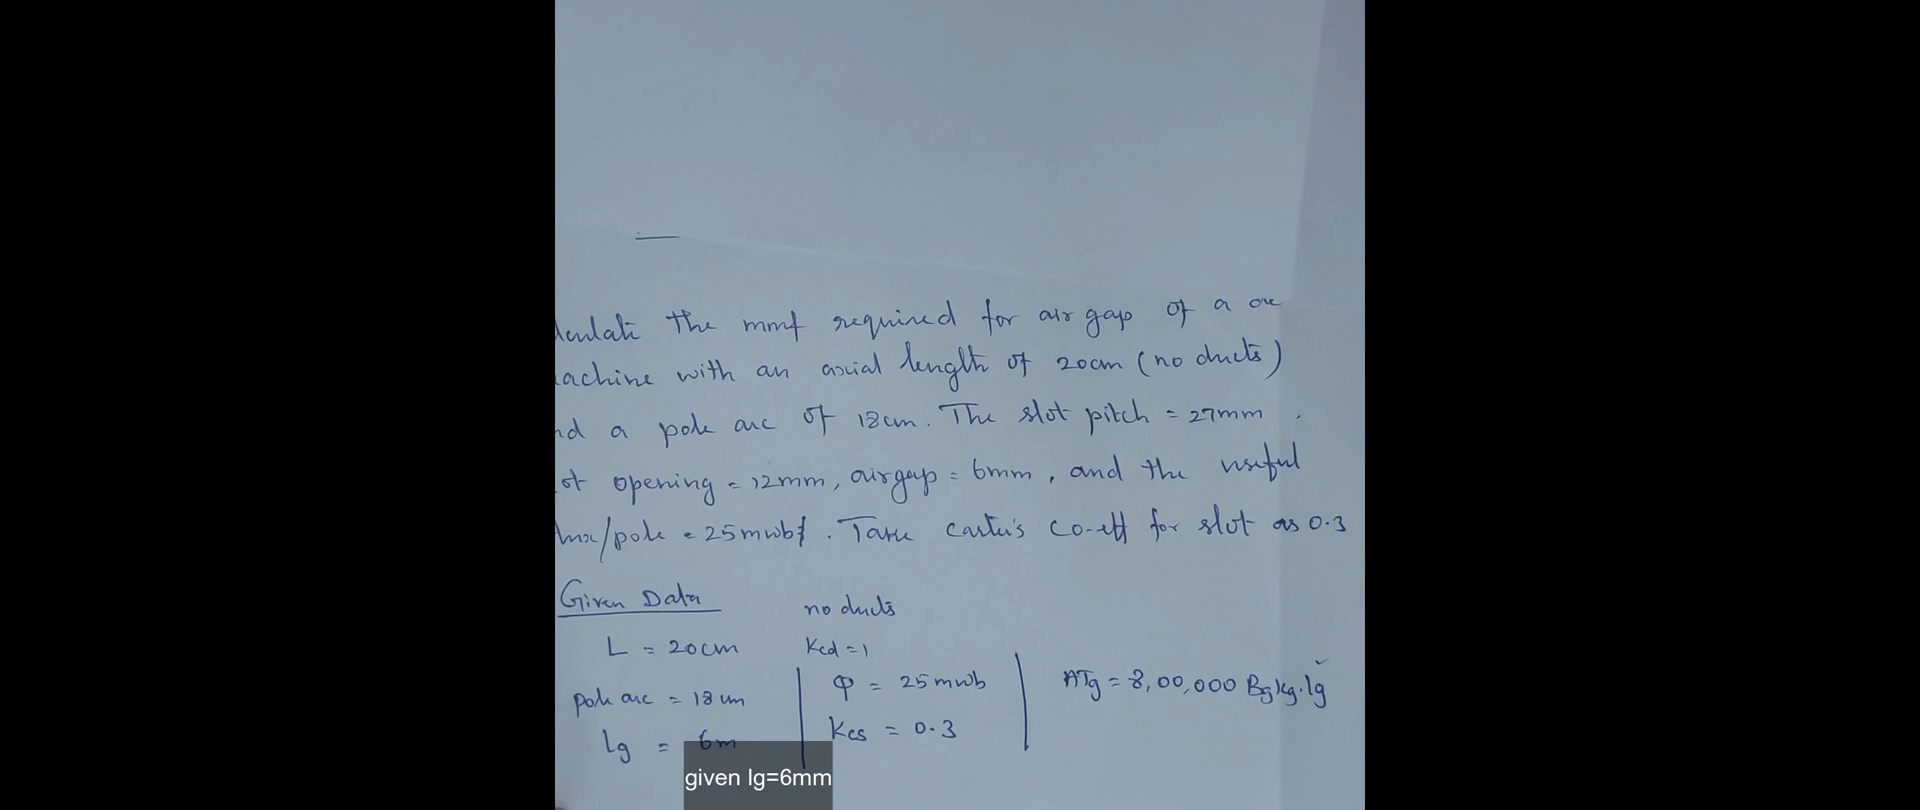 the mmf required for air gap of a
with an axial length of 20cm (no ducts)
a pole arc of 18cm. The slot pitch = 27mm
opening = 12mm, airgap = 6mm, and the useful
/pole = 25mwb. Take carter's co-eff for slot as 0.3
Given Data
no ducts
L = 20cm
Kcd = 1
pole arc = 18cm
φ = 25mwb
ATg = 8,00,000 Bg kg. lg
lg = 6m
Kcs = 0.3
given lg=6mm